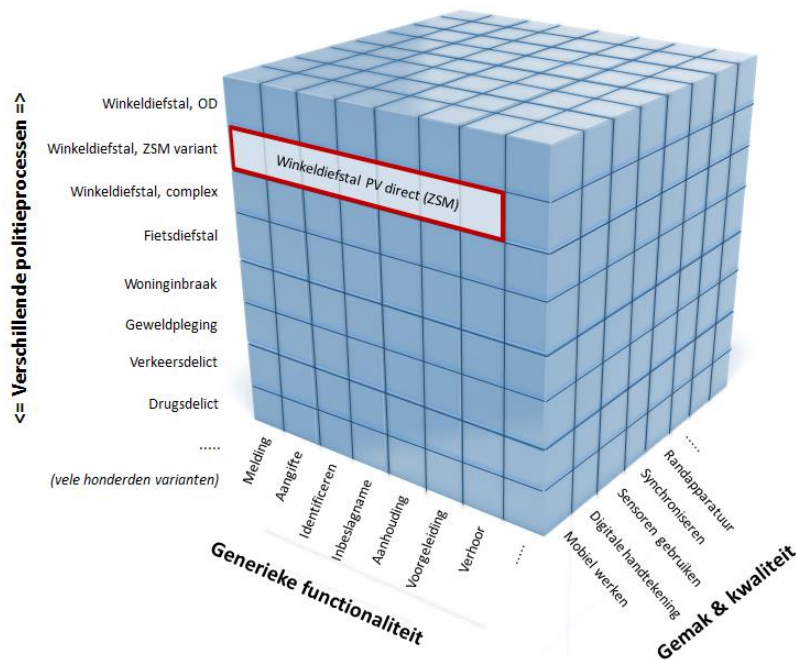 <= Verschillende politieprocessen =>
Winkeldiefstal, OD
Winkeldiefstal, ZSM variant
Winkeldiefstal, complex
Fietsdiefstal
Woninginbraak
Geweldpleging
Verkeersdelict
Drugsdelict
.....
(vele honderden varianten)
Winkeldiefstal PV direct (ZSM)
Melding
Aangifte
Identificeren
Inbeslagname
Aanhouding
Voorgeleiding
Verhoor
.....
Generieke functionaliteit
Mobiel werken
Digitale handtekening
Sensoren gebruiken
Synchroniseren
Randapparatuur
.....
Gemak & kwaliteit